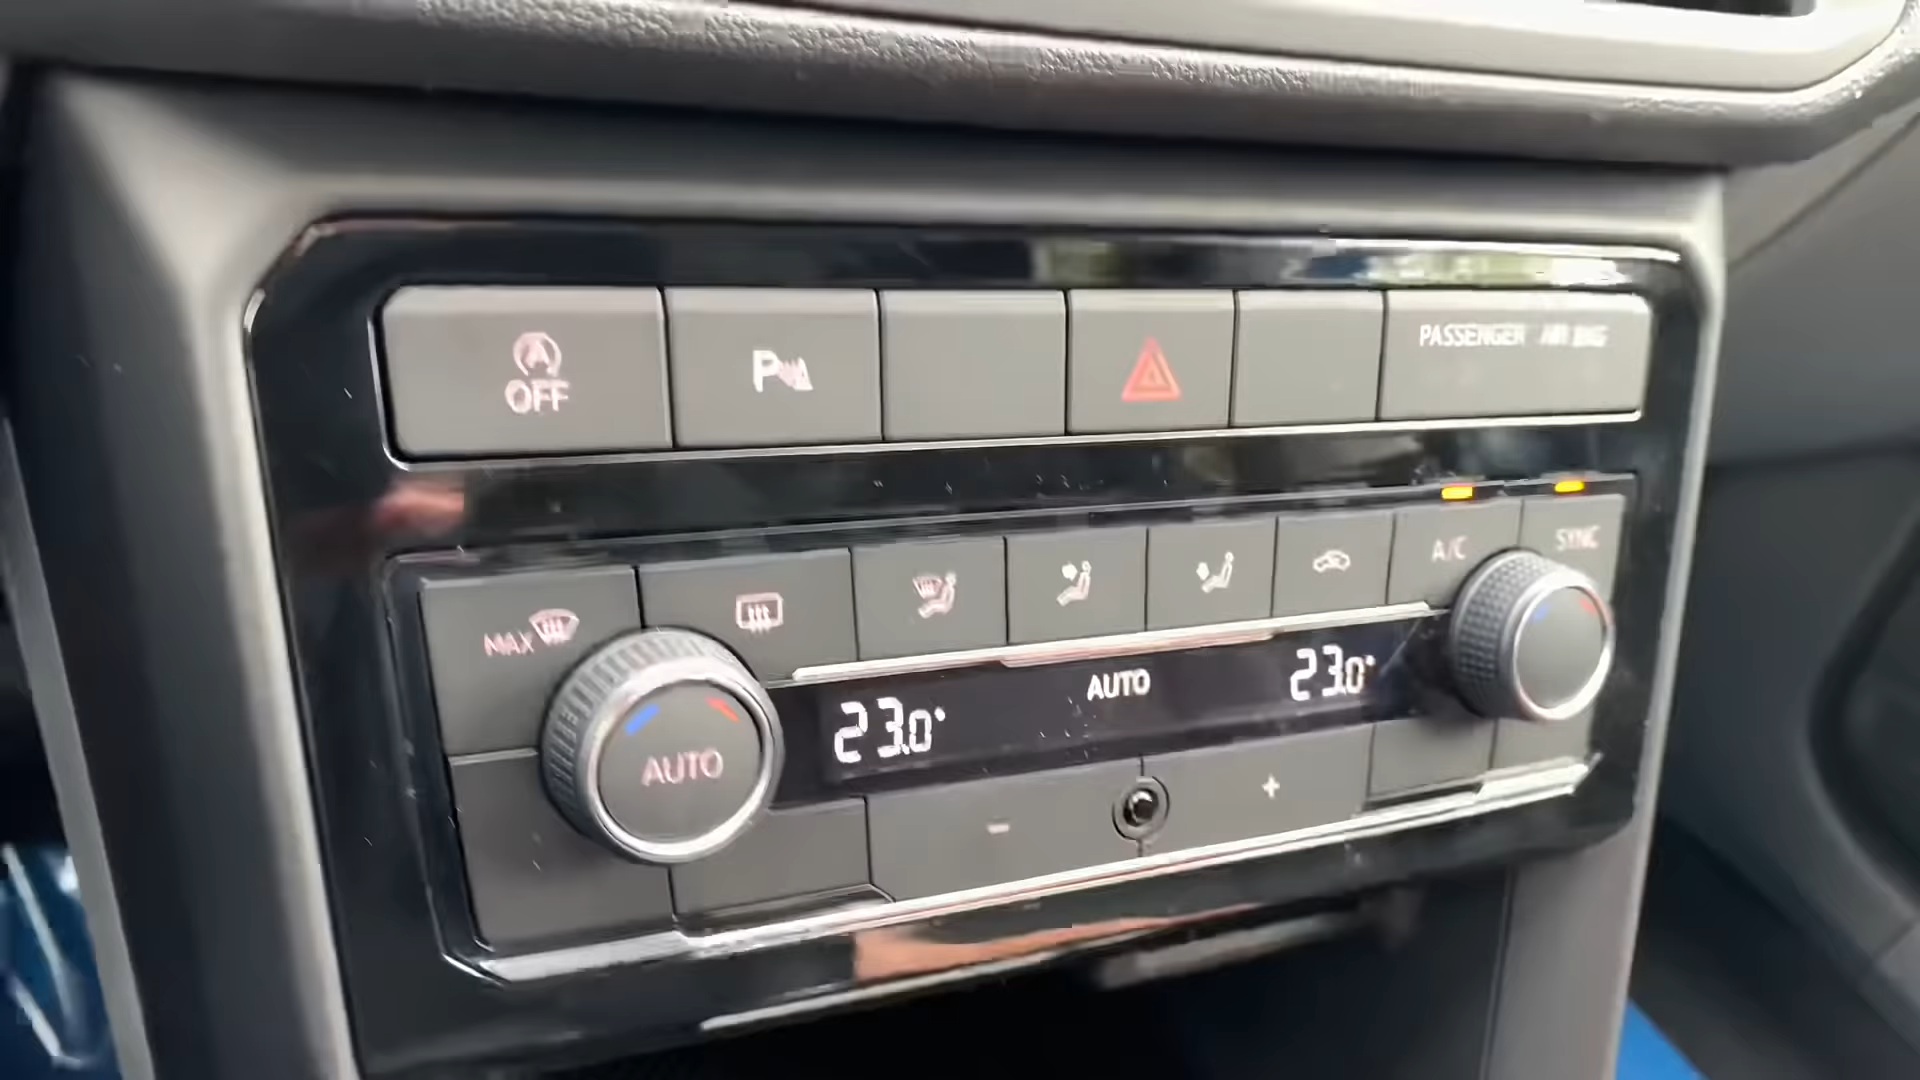 A
OFF
P
PASSENGER AIR BAG
MAX
A/C
SYNC
AUTO
23.0°
AUTO
23.0°
-
+